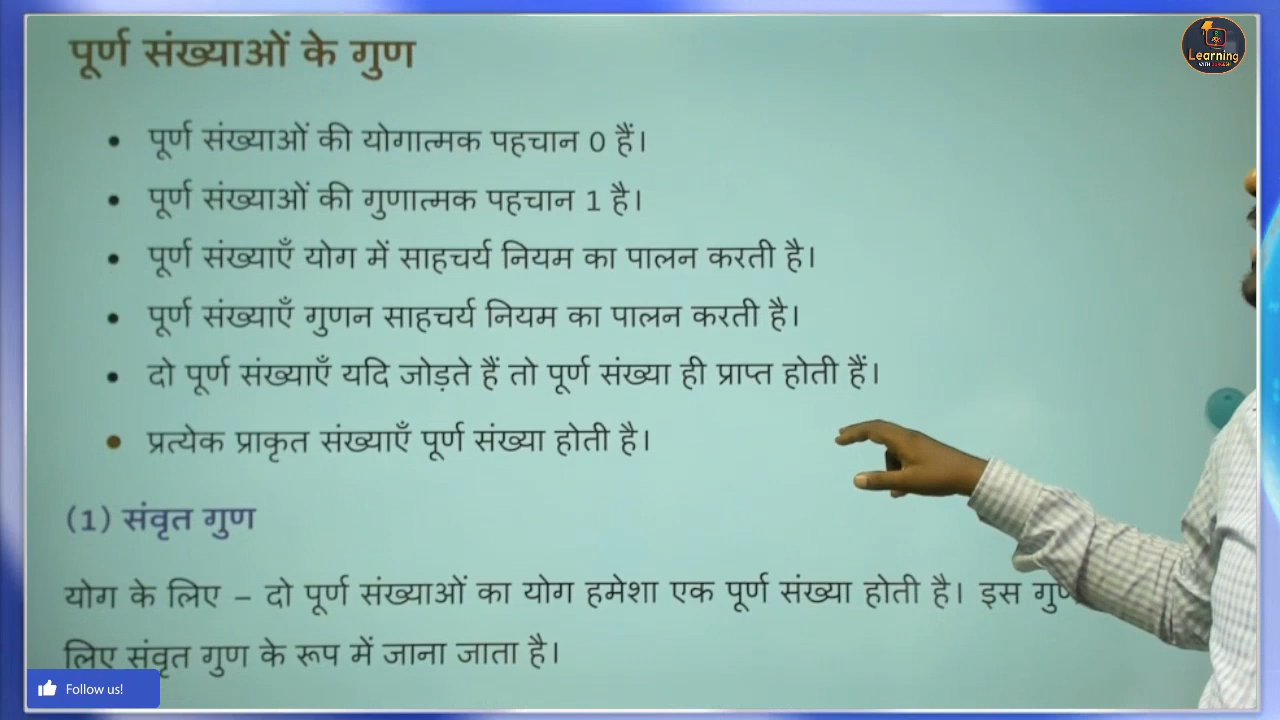 पूर्ण संख्याओं के गुण
Learning
• पूर्ण संख्याओं की योगात्मक पहचान 0 हैं।
• पूर्ण संख्याओं की गुणात्मक पहचान 1 है।
• पूर्ण संख्याएँ योग में साहचर्य नियम का पालन करती है।
• पूर्ण संख्याएँ गुणन साहचर्य नियम का पालन करती है।
• दो पूर्ण संख्याएँ यदि जोड़ते हैं तो पूर्ण संख्या ही प्राप्त होती हैं।
• प्रत्येक प्राकृत संख्याएँ पूर्ण संख्या होती है।
(1) संवृत गुण
योग के लिए – दो पूर्ण संख्याओं का योग हमेशा एक पूर्ण संख्या होती है। इस
लिए संवृत गुण के रूप में जाना जाता है।
Follow us!